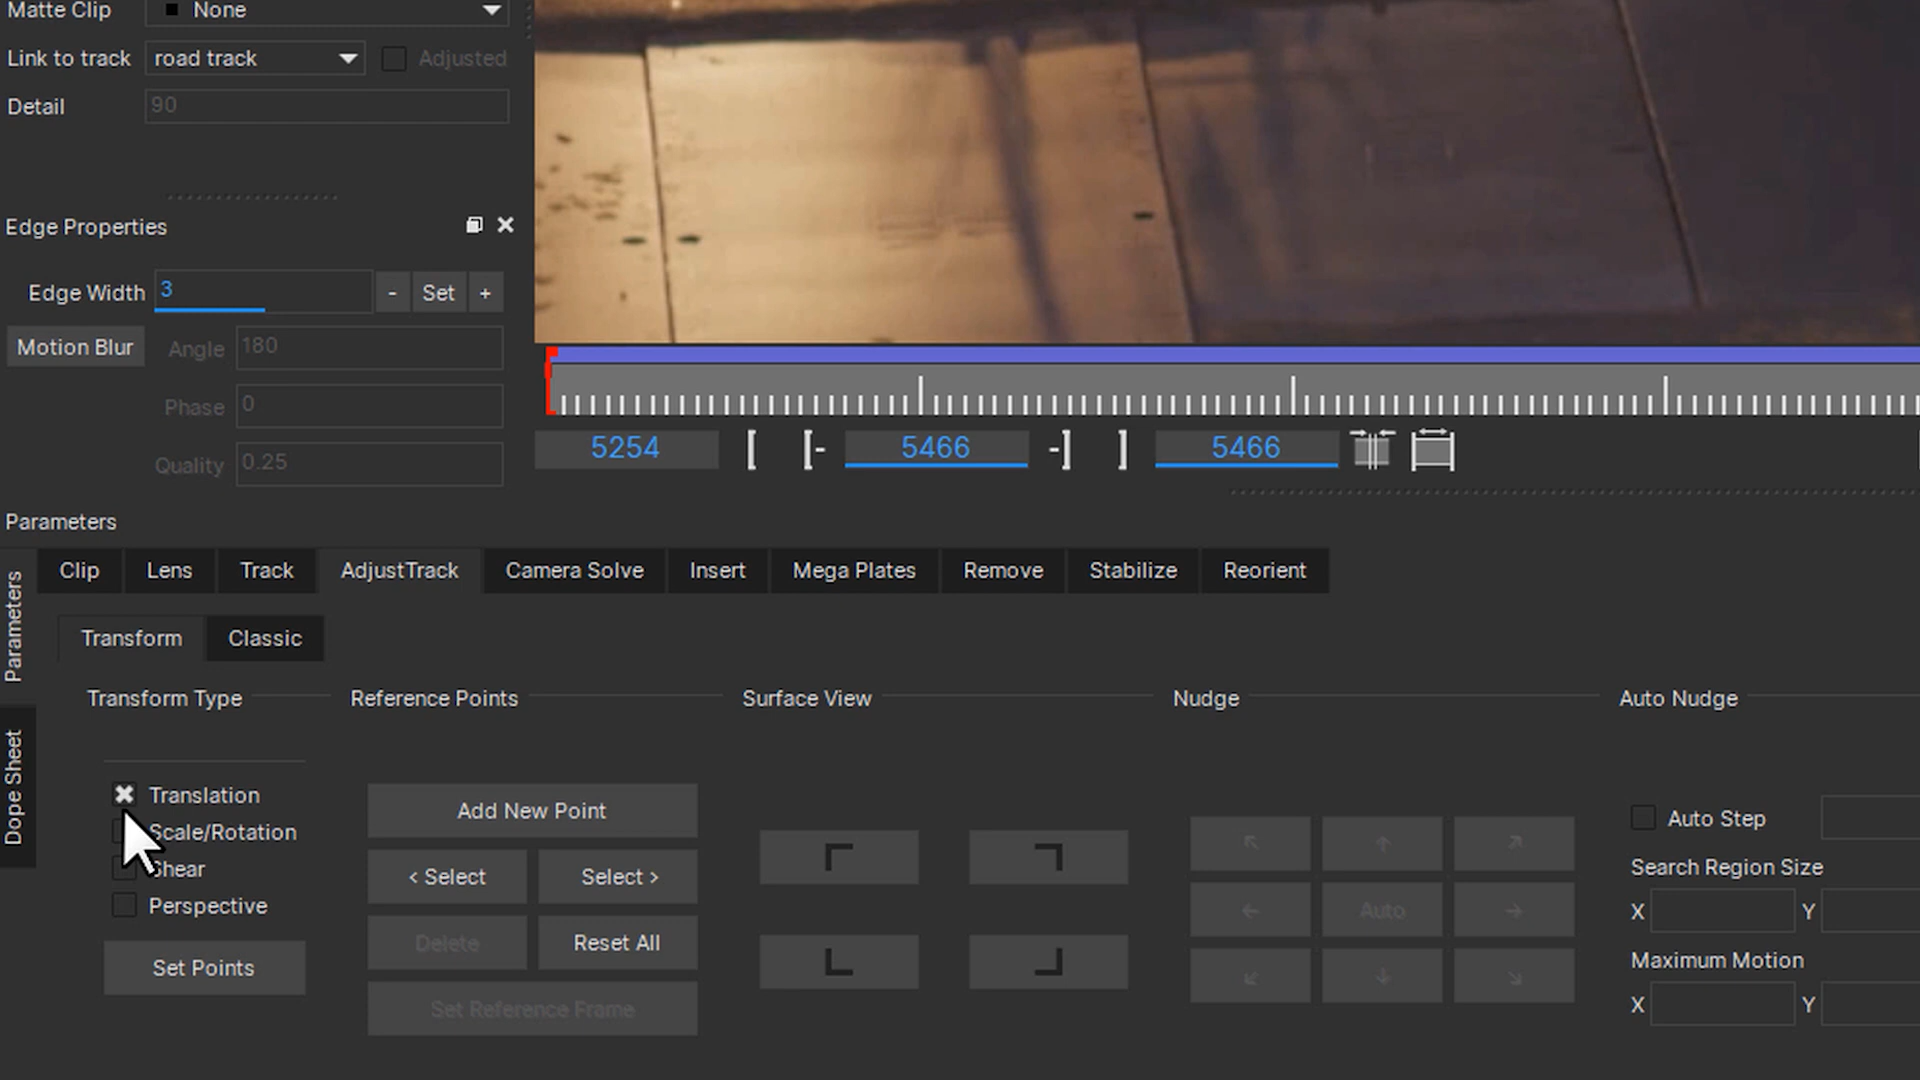 Matte Clip None
Link to track road track Adjusted
Detail 90
Edge Properties
Edge Width 3 - Set +
Motion Blur Angle 180
Phase 0
Quality 0.25
5254 [ [- 5466 -] ] 5466
Parameters
Clip Lens Track AdjustTrack Camera Solve Insert Mega Plates Remove Stabilize Reorient
Parameters
Dope Sheet
Transform Classic
Transform Type Reference Points Surface View Nudge Auto Nudge
Translation
Scale/Rotation
Shear
Perspective
Set Points
Add New Point
< Select Select >
Delete Reset All
Set Reference Frame
Auto
Auto Step
Search Region Size
X Y
Maximum Motion
X Y